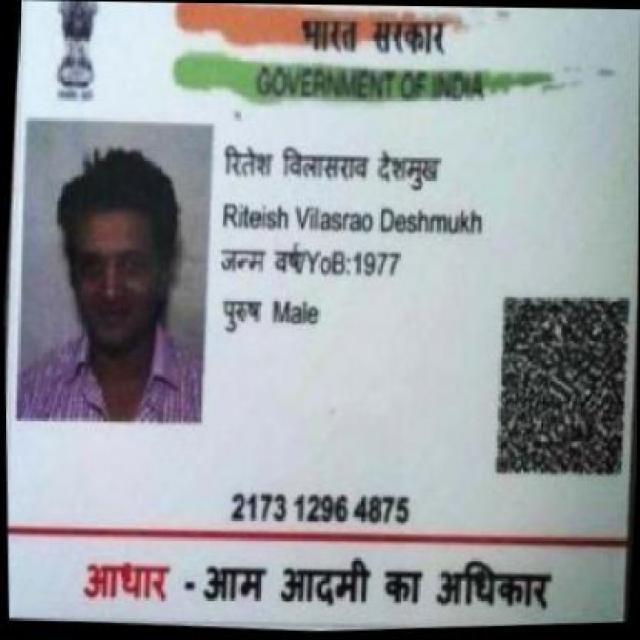 भारत सरकार
GOVERNMENT OF INDIA
रितेश विलासराव देशमुख
Riteish Vilasrao Deshmukh
जन्म वर्ष/YoB:1977
पुरुष Male
2173 1296 4875
आधार - आम आदमी का अधिकार